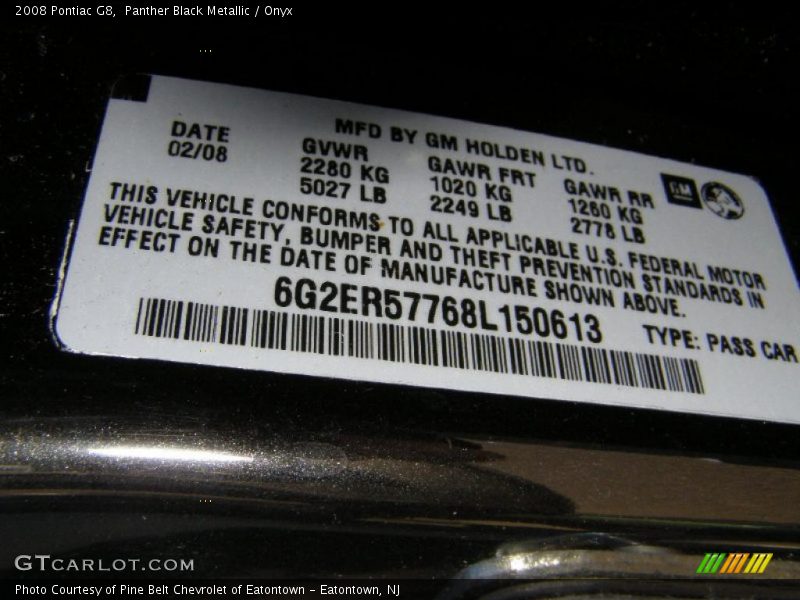 2008 Pontiac G8,  Panther Black Metallic / Onyx
MFD BY GM HOLDEN LTD.
DATE
02/08
GVWR
2280 KG
5027 LB
GAWR FRT
1020 KG
2249 LB
GAWR RR
1260 KG
2778 LB
GM
THIS VEHICLE CONFORMS TO ALL APPLICABLE U.S. FEDERAL MOTOR
VEHICLE SAFETY, BUMPER AND THEFT PREVENTION STANDARDS IN
EFFECT ON THE DATE OF MANUFACTURE SHOWN ABOVE.
6G2ER57768L150613
TYPE: PASS CAR
GTCARLOT.COM
Photo Courtesy of Pine Belt Chevrolet of Eatontown – Eatontown, NJ